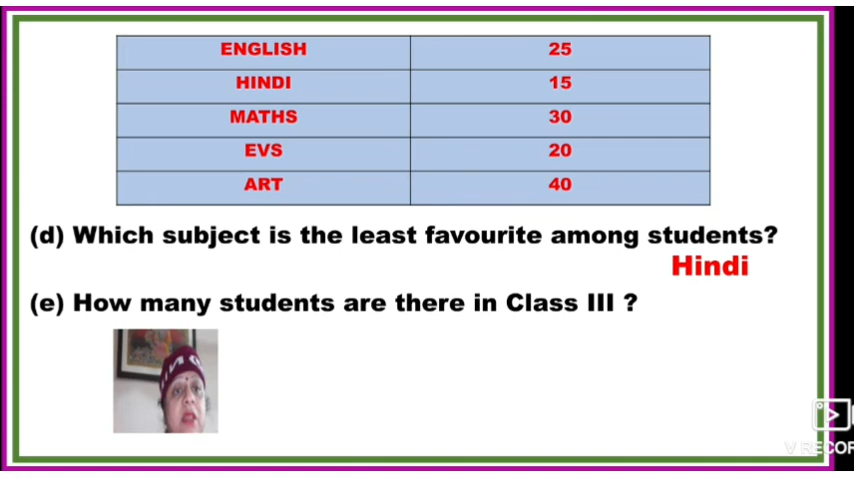 ENGLISH 25
HINDI 15
MATHS 30
EVS 20
ART 40
(d) Which subject is the least favourite among students?
Hindi
(e) How many students are there in Class III ?
V RECOR